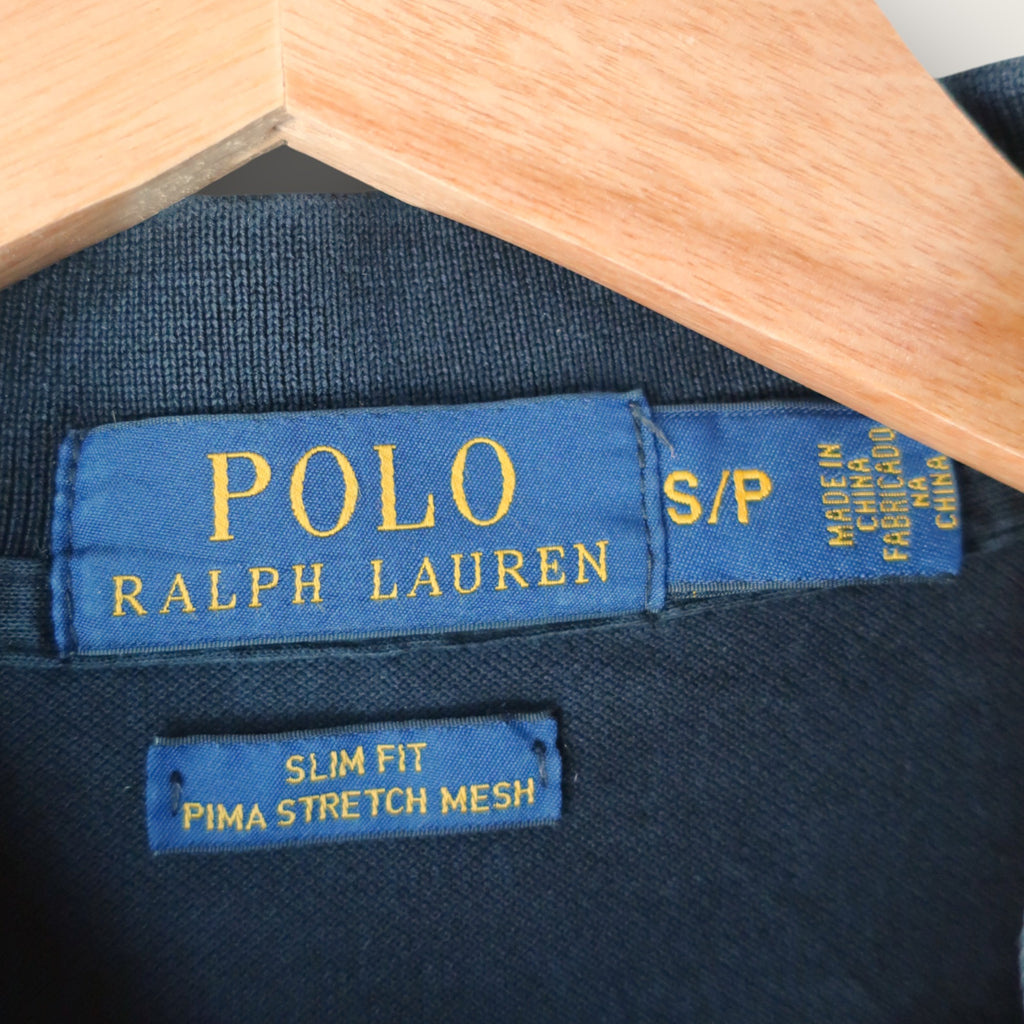 POLO
RALPH LAUREN
S/P
MADE IN
CHINA
FABRICADO
NA
CHINA
SLIM FIT
PIMA STRETCH MESH